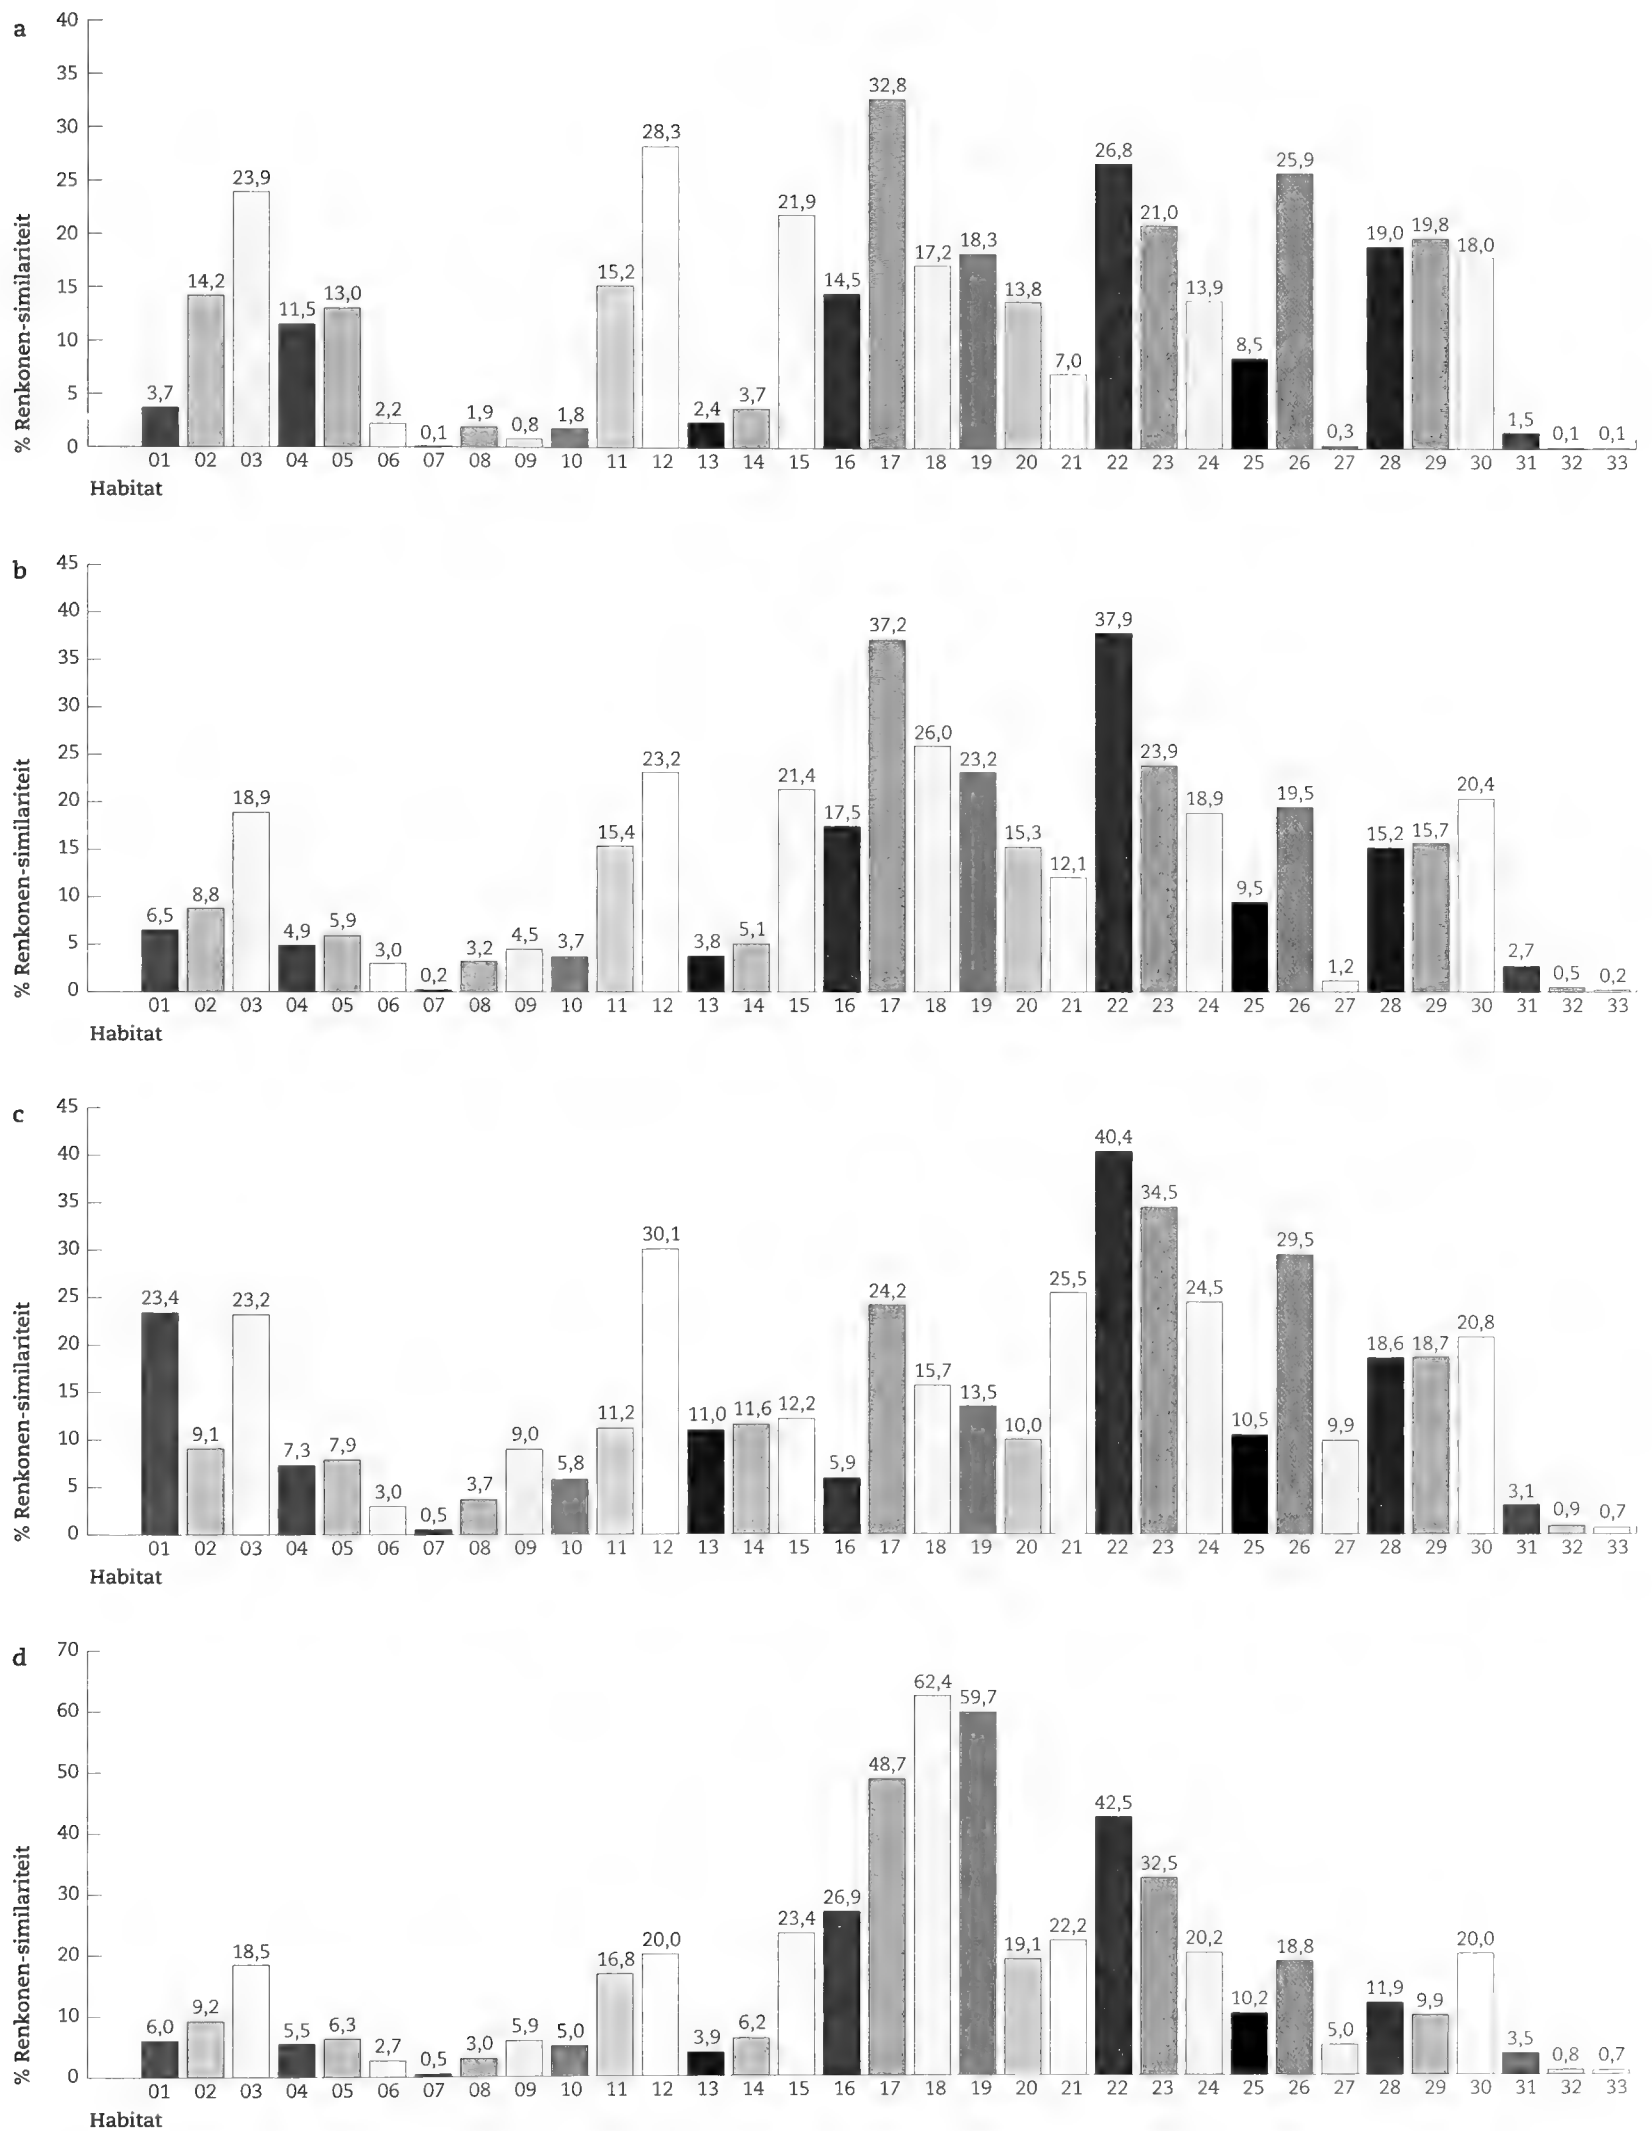 a
% Renkonen-similariteit
40
35
30
25
20
15
10
5
0
3,7 14,2 23,9 11,5 13,0 2,2 0,1 1,9 0,8 1,8 15,2 28,3 2,4 3,7 21,9 14,5 32,8 17,2 18,3 13,8 7,0 26,8 21,0 13,9 8,5 25,9 0,3 19,0 19,8 18,0 1,5 0,1 0,1
01 02 03 04 05 06 07 08 09 10 11 12 13 14 15 16 17 18 19 20 21 22 23 24 25 26 27 28 29 30 31 32 33
Habitat
b
% Renkonen-similariteit
45
40
35
30
25
20
15
10
5
0
6,5 8,8 18,9 4,9 5,9 3,0 0,2 3,2 4,5 3,7 15,4 23,2 3,8 5,1 21,4 17,5 37,2 26,0 23,2 15,3 12,1 37,9 23,9 18,9 9,5 19,5 1,2 15,2 15,7 20,4 2,7 0,5 0,2
01 02 03 04 05 06 07 08 09 10 11 12 13 14 15 16 17 18 19 20 21 22 23 24 25 26 27 28 29 30 31 32 33
Habitat
c
% Renkonen-similariteit
45
40
35
30
25
20
15
10
5
0
23,4 9,1 23,2 7,3 7,9 3,0 0,5 3,7 9,0 5,8 11,2 30,1 11,0 11,6 12,2 5,9 24,2 15,7 13,5 10,0 25,5 40,4 34,5 24,5 10,5 29,5 9,9 18,6 18,7 20,8 3,1 0,9 0,7
01 02 03 04 05 06 07 08 09 10 11 12 13 14 15 16 17 18 19 20 21 22 23 24 25 26 27 28 29 30 31 32 33
Habitat
d
% Renkonen-similariteit
70
60
50
40
30
20
10
0
6,0 9,2 18,5 5,5 6,3 2,7 0,5 3,0 5,9 5,0 16,8 20,0 3,9 6,2 23,4 26,9 48,7 62,4 59,7 19,1 22,2 42,5 32,5 20,2 10,2 18,8 5,0 11,9 9,9 20,0 3,5 0,8 0,7
01 02 03 04 05 06 07 08 09 10 11 12 13 14 15 16 17 18 19 20 21 22 23 24 25 26 27 28 29 30 31 32 33
Habitat